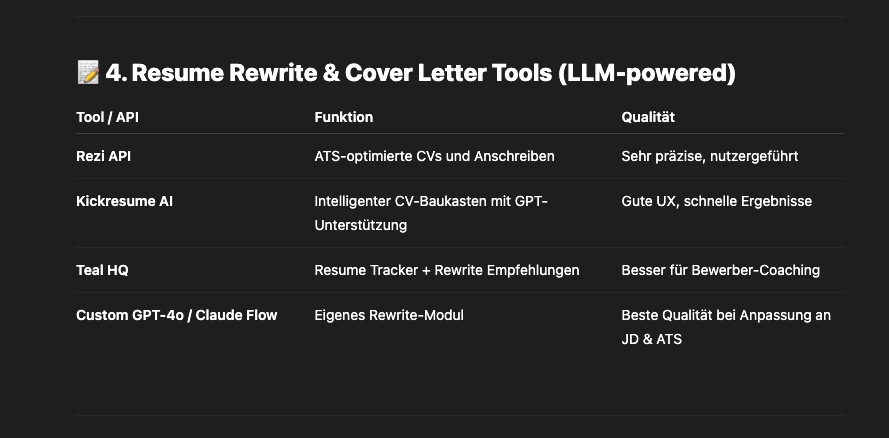 📝 4. Resume Rewrite & Cover Letter Tools (LLM-powered)
Tool / API Funktion Qualität
Rezi API ATS-optimierte CVs und Anschreiben Sehr präzise, nutzergeführt
Kickresume AI Intelligenter CV-Baukasten mit GPT- Gute UX, schnelle Ergebnisse
Unterstützung
Teal HQ Resume Tracker + Rewrite Empfehlungen Besser für Bewerber-Coaching
Custom GPT-4o / Claude Flow Eigenes Rewrite-Modul Beste Qualität bei Anpassung an
JD & ATS